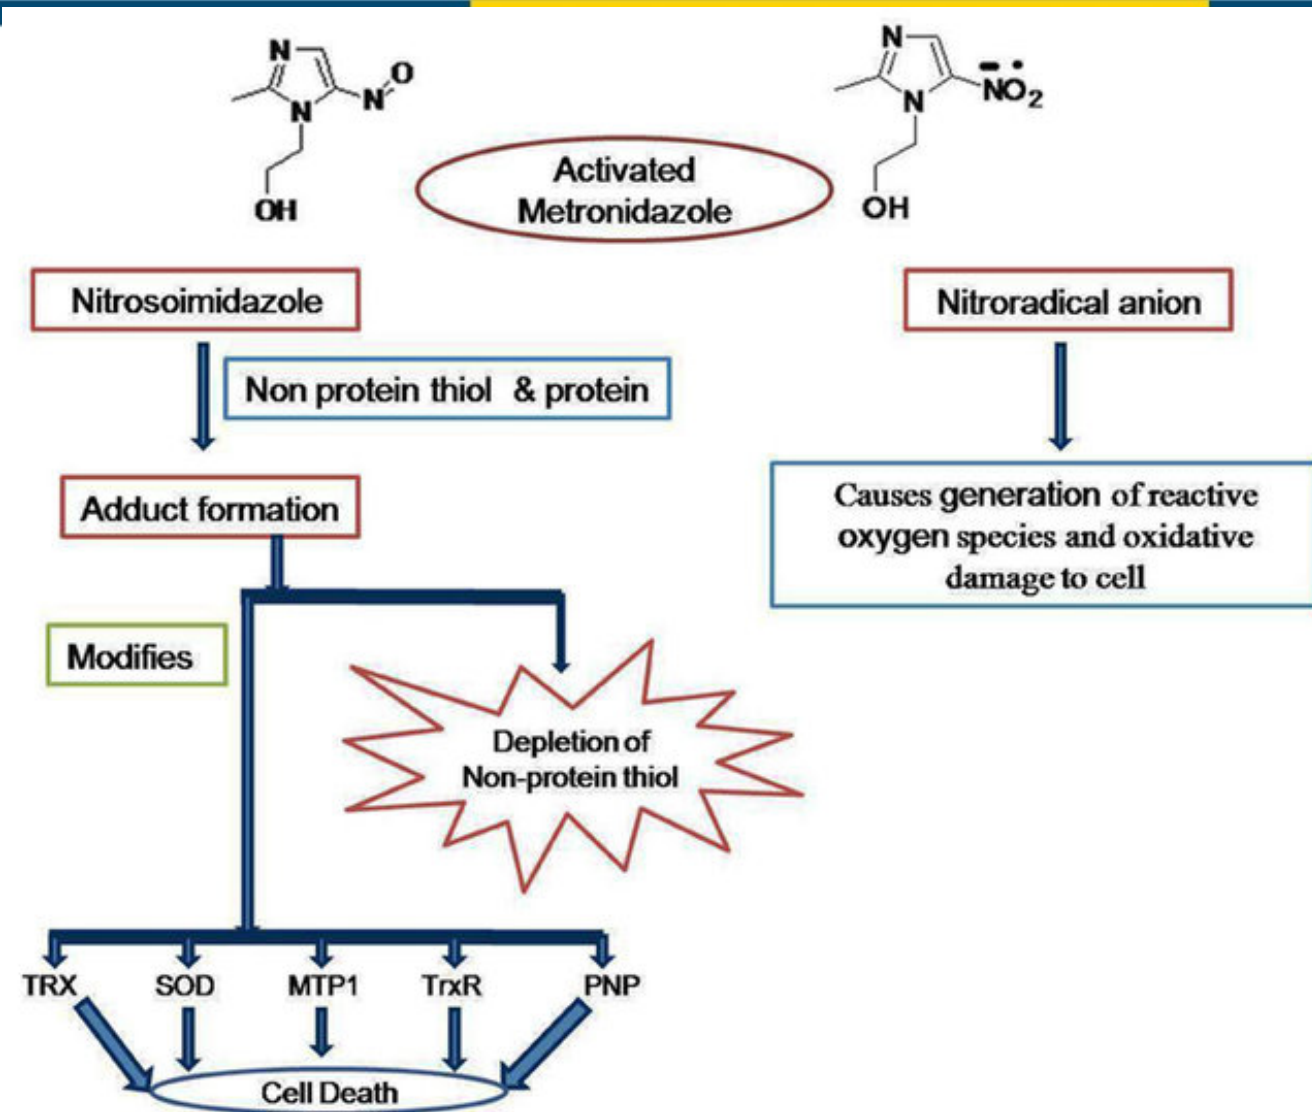 N
O
N
N
OH
N
N
NO2
OH
Activated
Metronidazole
Nitrosoimidazole
Nitroradical anion
Non protein thiol & protein
Adduct formation
Causes generation of reactive
oxygen species and oxidative
damage to cell
Modifies
Depletion of
Non-protein thiol
TRX SOD MTP1 TrxR PNP
Cell Death